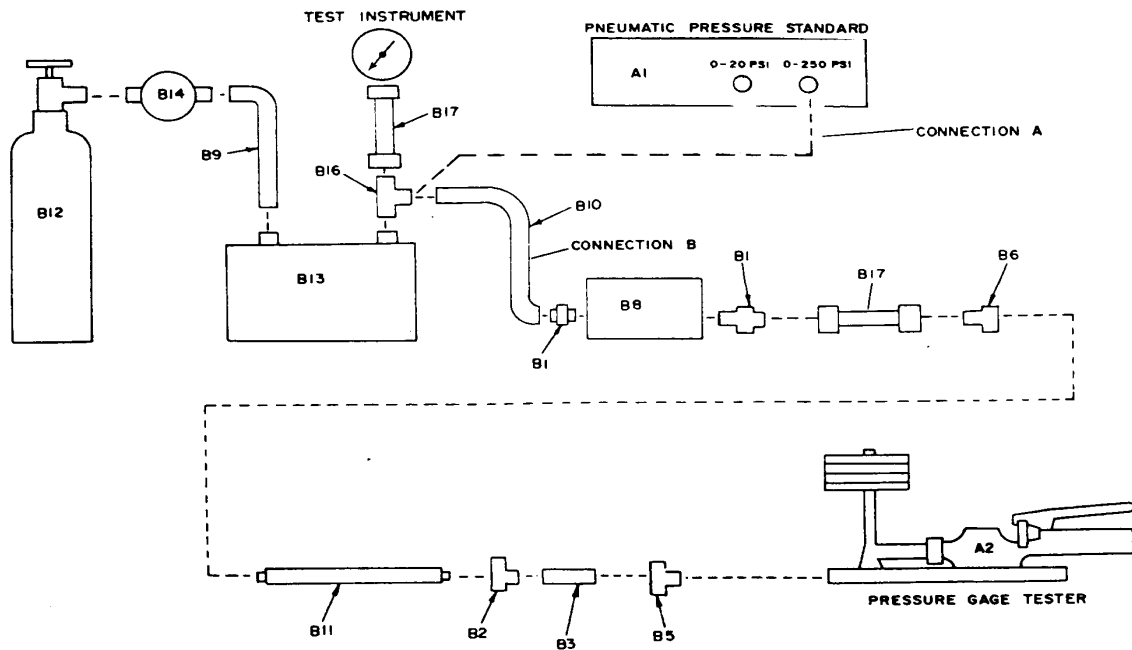 TEST INSTRUMENT
PNEUMATIC PRESSURE STANDARD
A1
0-20 PSI
0-250 PSI
B14
B17
CONNECTION A
B9
B16
B12
B10
CONNECTION B
B13
B8
B1
B17
B6
B1
A2
PRESSURE GAGE TESTER
B11
B2
B3
B5